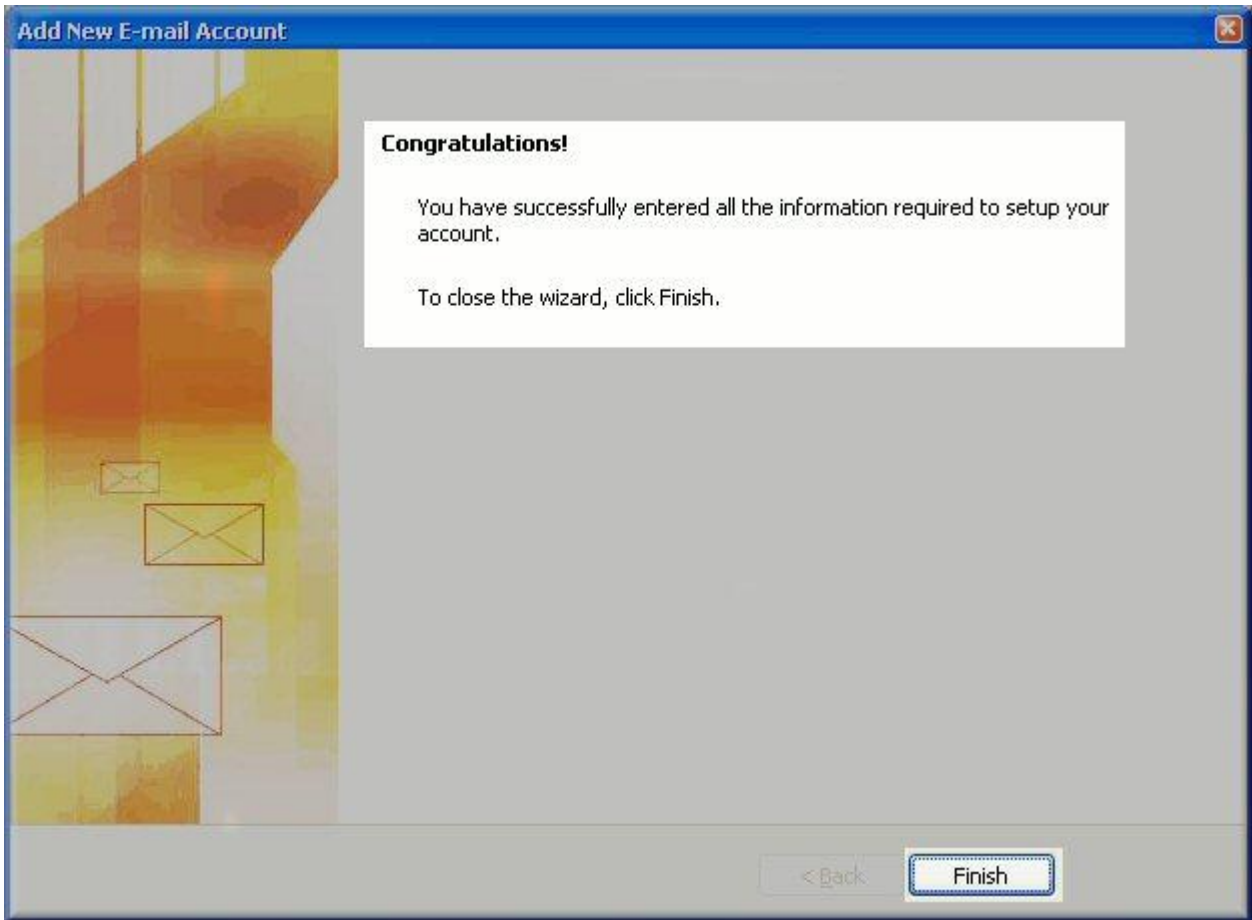 Add New E-mail Account
Congratulations!
You have successfully entered all the information required to setup your
account.
To close the wizard, click Finish.
< Back
Finish